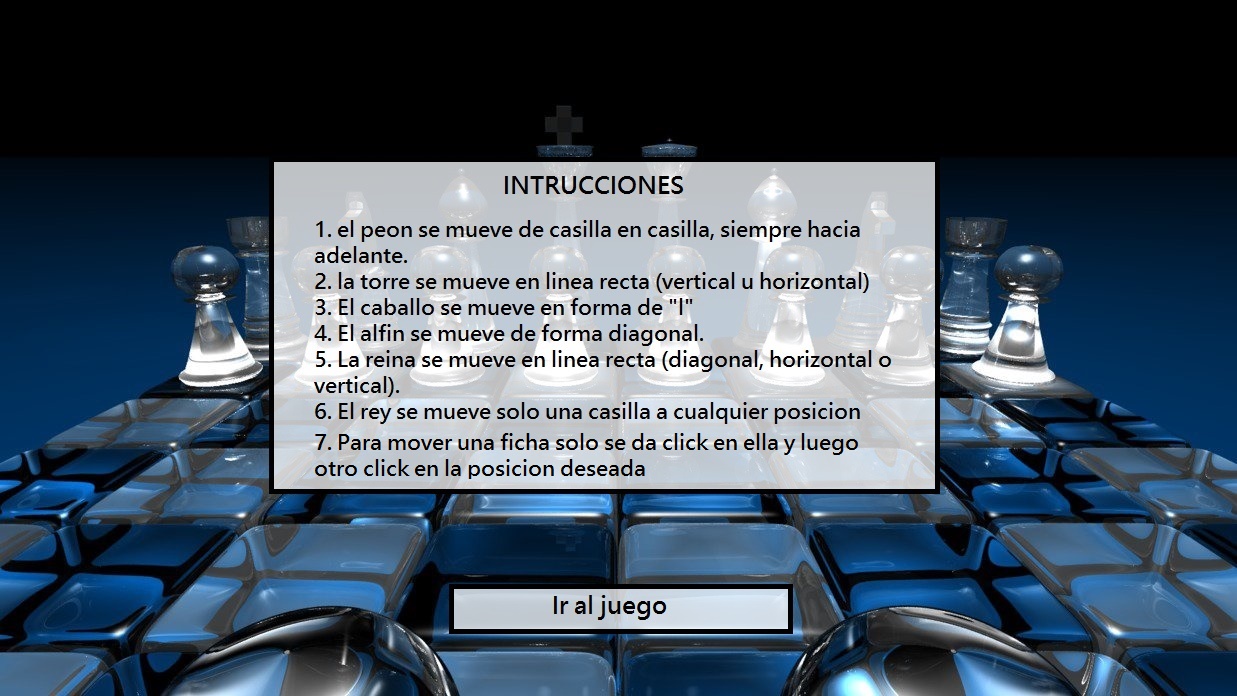 INTRUCCIONES
1. el peon se mueve de casilla en casilla, siempre hacia
adelante.
2. la torre se mueve en linea recta (vertical u horizontal)
3. El caballo se mueve en forma de "l"
4. El alfin se mueve de forma diagonal.
5. La reina se mueve en linea recta (diagonal, horizontal o
vertical).
6. El rey se mueve solo una casilla a cualquier posicion
7. Para mover una ficha solo se da click en ella y luego
otro click en la posicion deseada
Ir al juego